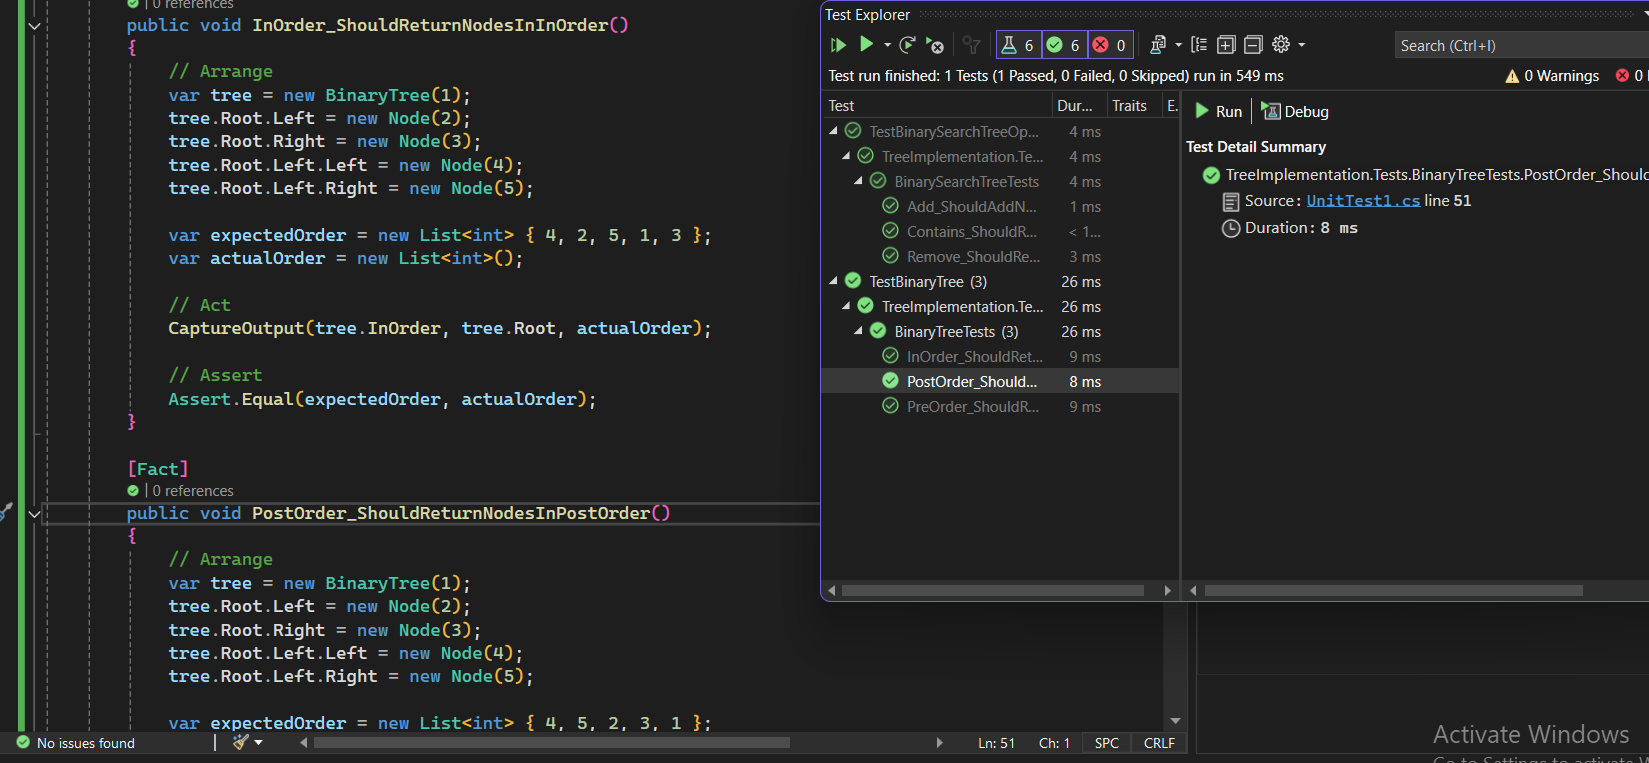 | 0 references
public void InOrder_ShouldReturnNodesInInOrder()
{
// Arrange
var tree = new BinaryTree(1);
tree.Root.Left = new Node(2);
tree.Root.Right = new Node(3);
tree.Root.Left.Left = new Node(4);
tree.Root.Left.Right = new Node(5);
var expectedOrder = new List<int> { 4, 2, 5, 1, 3 };
var actualOrder = new List<int>();
// Act
CaptureOutput(tree.InOrder, tree.Root, actualOrder);
// Assert
Assert.Equal(expectedOrder, actualOrder);
}
[Fact]
| 0 references
public void PostOrder_ShouldReturnNodesInPostOrder()
{
// Arrange
var tree = new BinaryTree(1);
tree.Root.Left = new Node(2);
tree.Root.Right = new Node(3);
tree.Root.Left.Left = new Node(4);
tree.Root.Left.Right = new Node(5);
var expectedOrder = new List<int> { 4, 5, 2, 3, 1 };
No issues found
Ln: 51 Ch: 1 SPC CRLF
Test Explorer
6 6 0
Search (Ctrl+I)
Test run finished: 1 Tests (1 Passed, 0 Failed, 0 Skipped) run in 549 ms
0 Warnings 0
Test Dur... Traits E.
TestBinarySearchTreeOp... 4 ms
TreeImplementation.Te... 4 ms
BinarySearchTreeTests 4 ms
Add_ShouldAddN... 1 ms
Contains_ShouldR... < 1...
Remove_ShouldRe... 3 ms
TestBinaryTree (3) 26 ms
TreeImplementation.Te... 26 ms
BinaryTreeTests (3) 26 ms
InOrder_ShouldRet... 9 ms
PostOrder_Should... 8 ms
PreOrder_ShouldR... 9 ms
Run | Debug
Test Detail Summary
TreeImplementation.Tests.BinaryTreeTests.PostOrder_Should
Source: UnitTest1.cs line 51
Duration: 8 ms
Activate Windows
Go to Settings to activate W